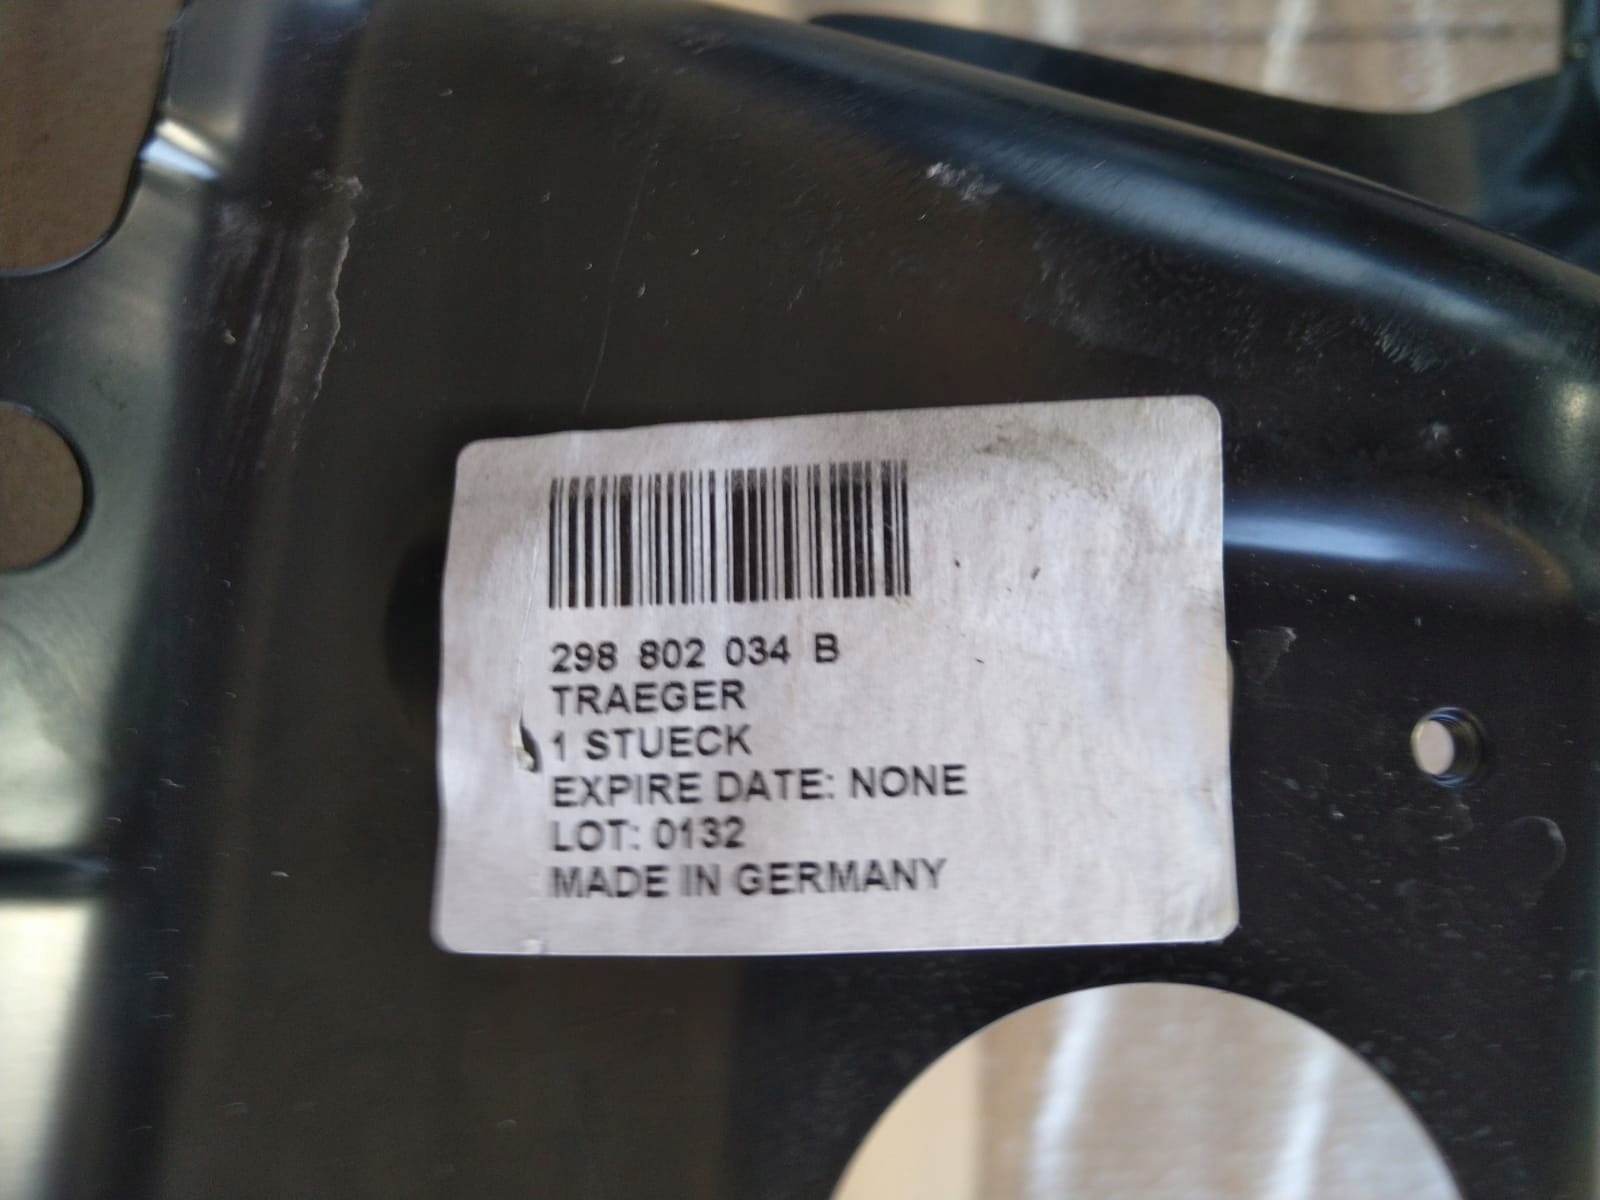 298 802 034 B
TRAEGER
1 STUECK
EXPIRE DATE: NONE
LOT: 0132
MADE IN GERMANY